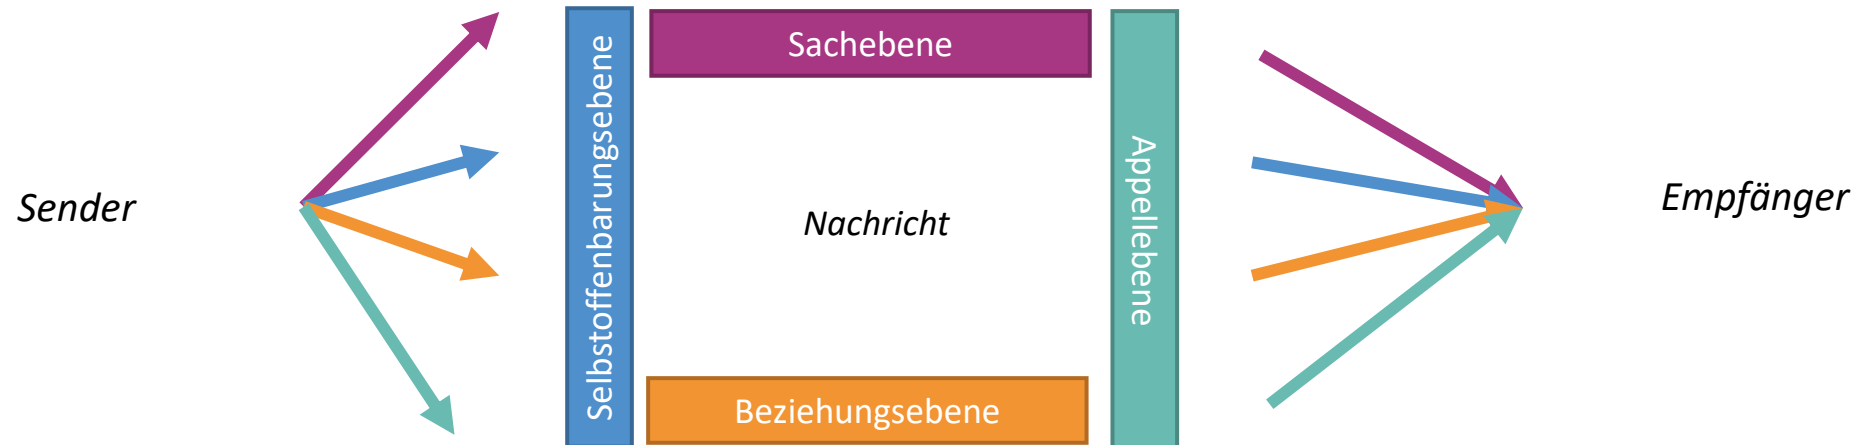 Sender
Selbstoffenbarungsebene
Sachebene
Nachricht
Beziehungsebene
Appellebene
Empfänger